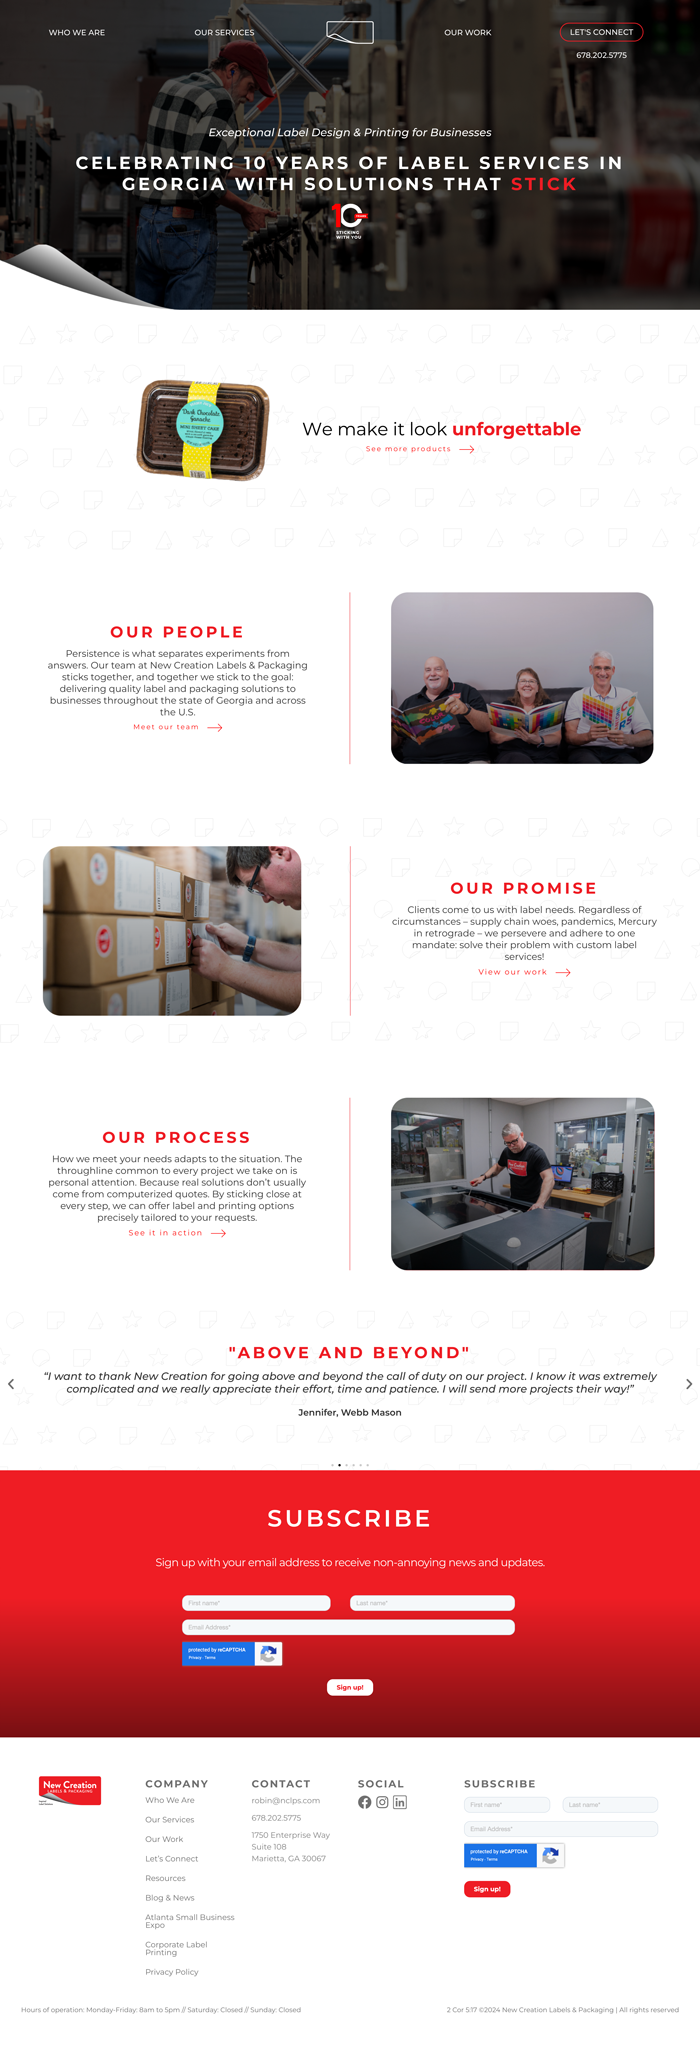 WHO WE ARE
OUR SERVICES
OUR WORK
LET'S CONNECT
678.202.5775
Exceptional Label Design & Printing for Businesses
CELEBRATING 10 YEARS OF LABEL SERVICES IN
GEORGIA WITH SOLUTIONS THAT STICK
10
STICKING
WITH YOU
Dark Chocolate
Ganache
MINI SHEET CAKE
We make it look unforgettable
See more products
OUR PEOPLE
Persistence is what separates experiments from
answers. Our team at New Creation Labels & Packaging
sticks together, and together we stick to the goal:
delivering quality label and packaging solutions to
businesses throughout the state of Georgia and across
the U.S.
Meet our team
OUR PROMISE
Clients come to us with label needs. Regardless of
circumstances – supply chain woes, pandemics, Mercury
in retrograde – we persevere and adhere to one
mandate: solve their problem with custom label
services!
View our work
OUR PROCESS
How we meet your needs adapts to the situation. The
throughline common to every project we take on is
personal attention. Because real solutions don't usually
come from computerized quotes. By sticking close at
every step, we can offer label and printing options
precisely tailored to your requests.
See it in action
"ABOVE AND BEYOND"
“I want to thank New Creation for going above and beyond the call of duty on our project. I know it was extremely
complicated and we really appreciate their effort, time and patience. I will send more projects their way!”
Jennifer, Webb Mason
SUBSCRIBE
Sign up with your email address to receive non-annoying news and updates.
First name*
Last name*
Email Address*
protected by reCAPTCHA
Privacy - Terms
Sign up!
New Creation
LABELS & PACKAGING
COMPANY
Who We Are
Our Services
Our Work
Let's Connect
Resources
Blog & News
Atlanta Small Business
Expo
Corporate Label
Printing
Privacy Policy
CONTACT
robin@nclps.com
678.202.5775
1750 Enterprise Way
Suite 108
Marietta, GA 30067
SOCIAL
SUBSCRIBE
First name*
Last name*
Email Address*
protected by reCAPTCHA
Privacy - Terms
Sign up!
Hours of operation: Monday-Friday: 8am to 5pm // Saturday: Closed // Sunday: Closed
2 Cor 5:17 ©2024 New Creation Labels & Packaging | All rights reserved